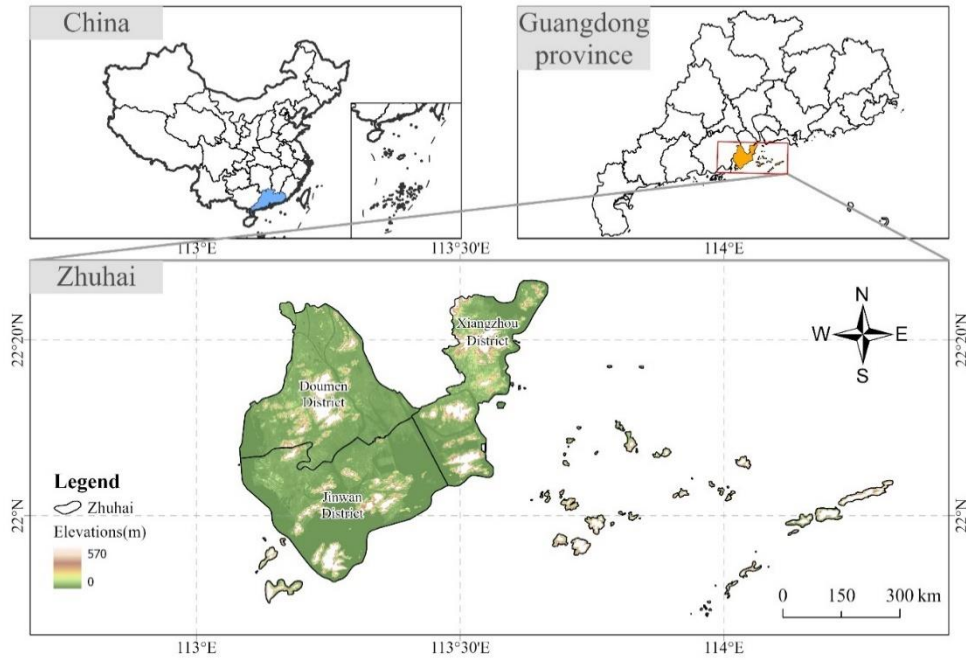 China
Guangdong
province
113°E
113°30'E
114°E
Zhuhai
22°20'N
22°20'N
Xiangzhou
District
N
W
E
S
Doumen
District
Legend
Zhuhai
Elevations(m)
570
0
Jinwan
District
22°N
22°N
0
150
300 km
113°E
113°30'E
114°E